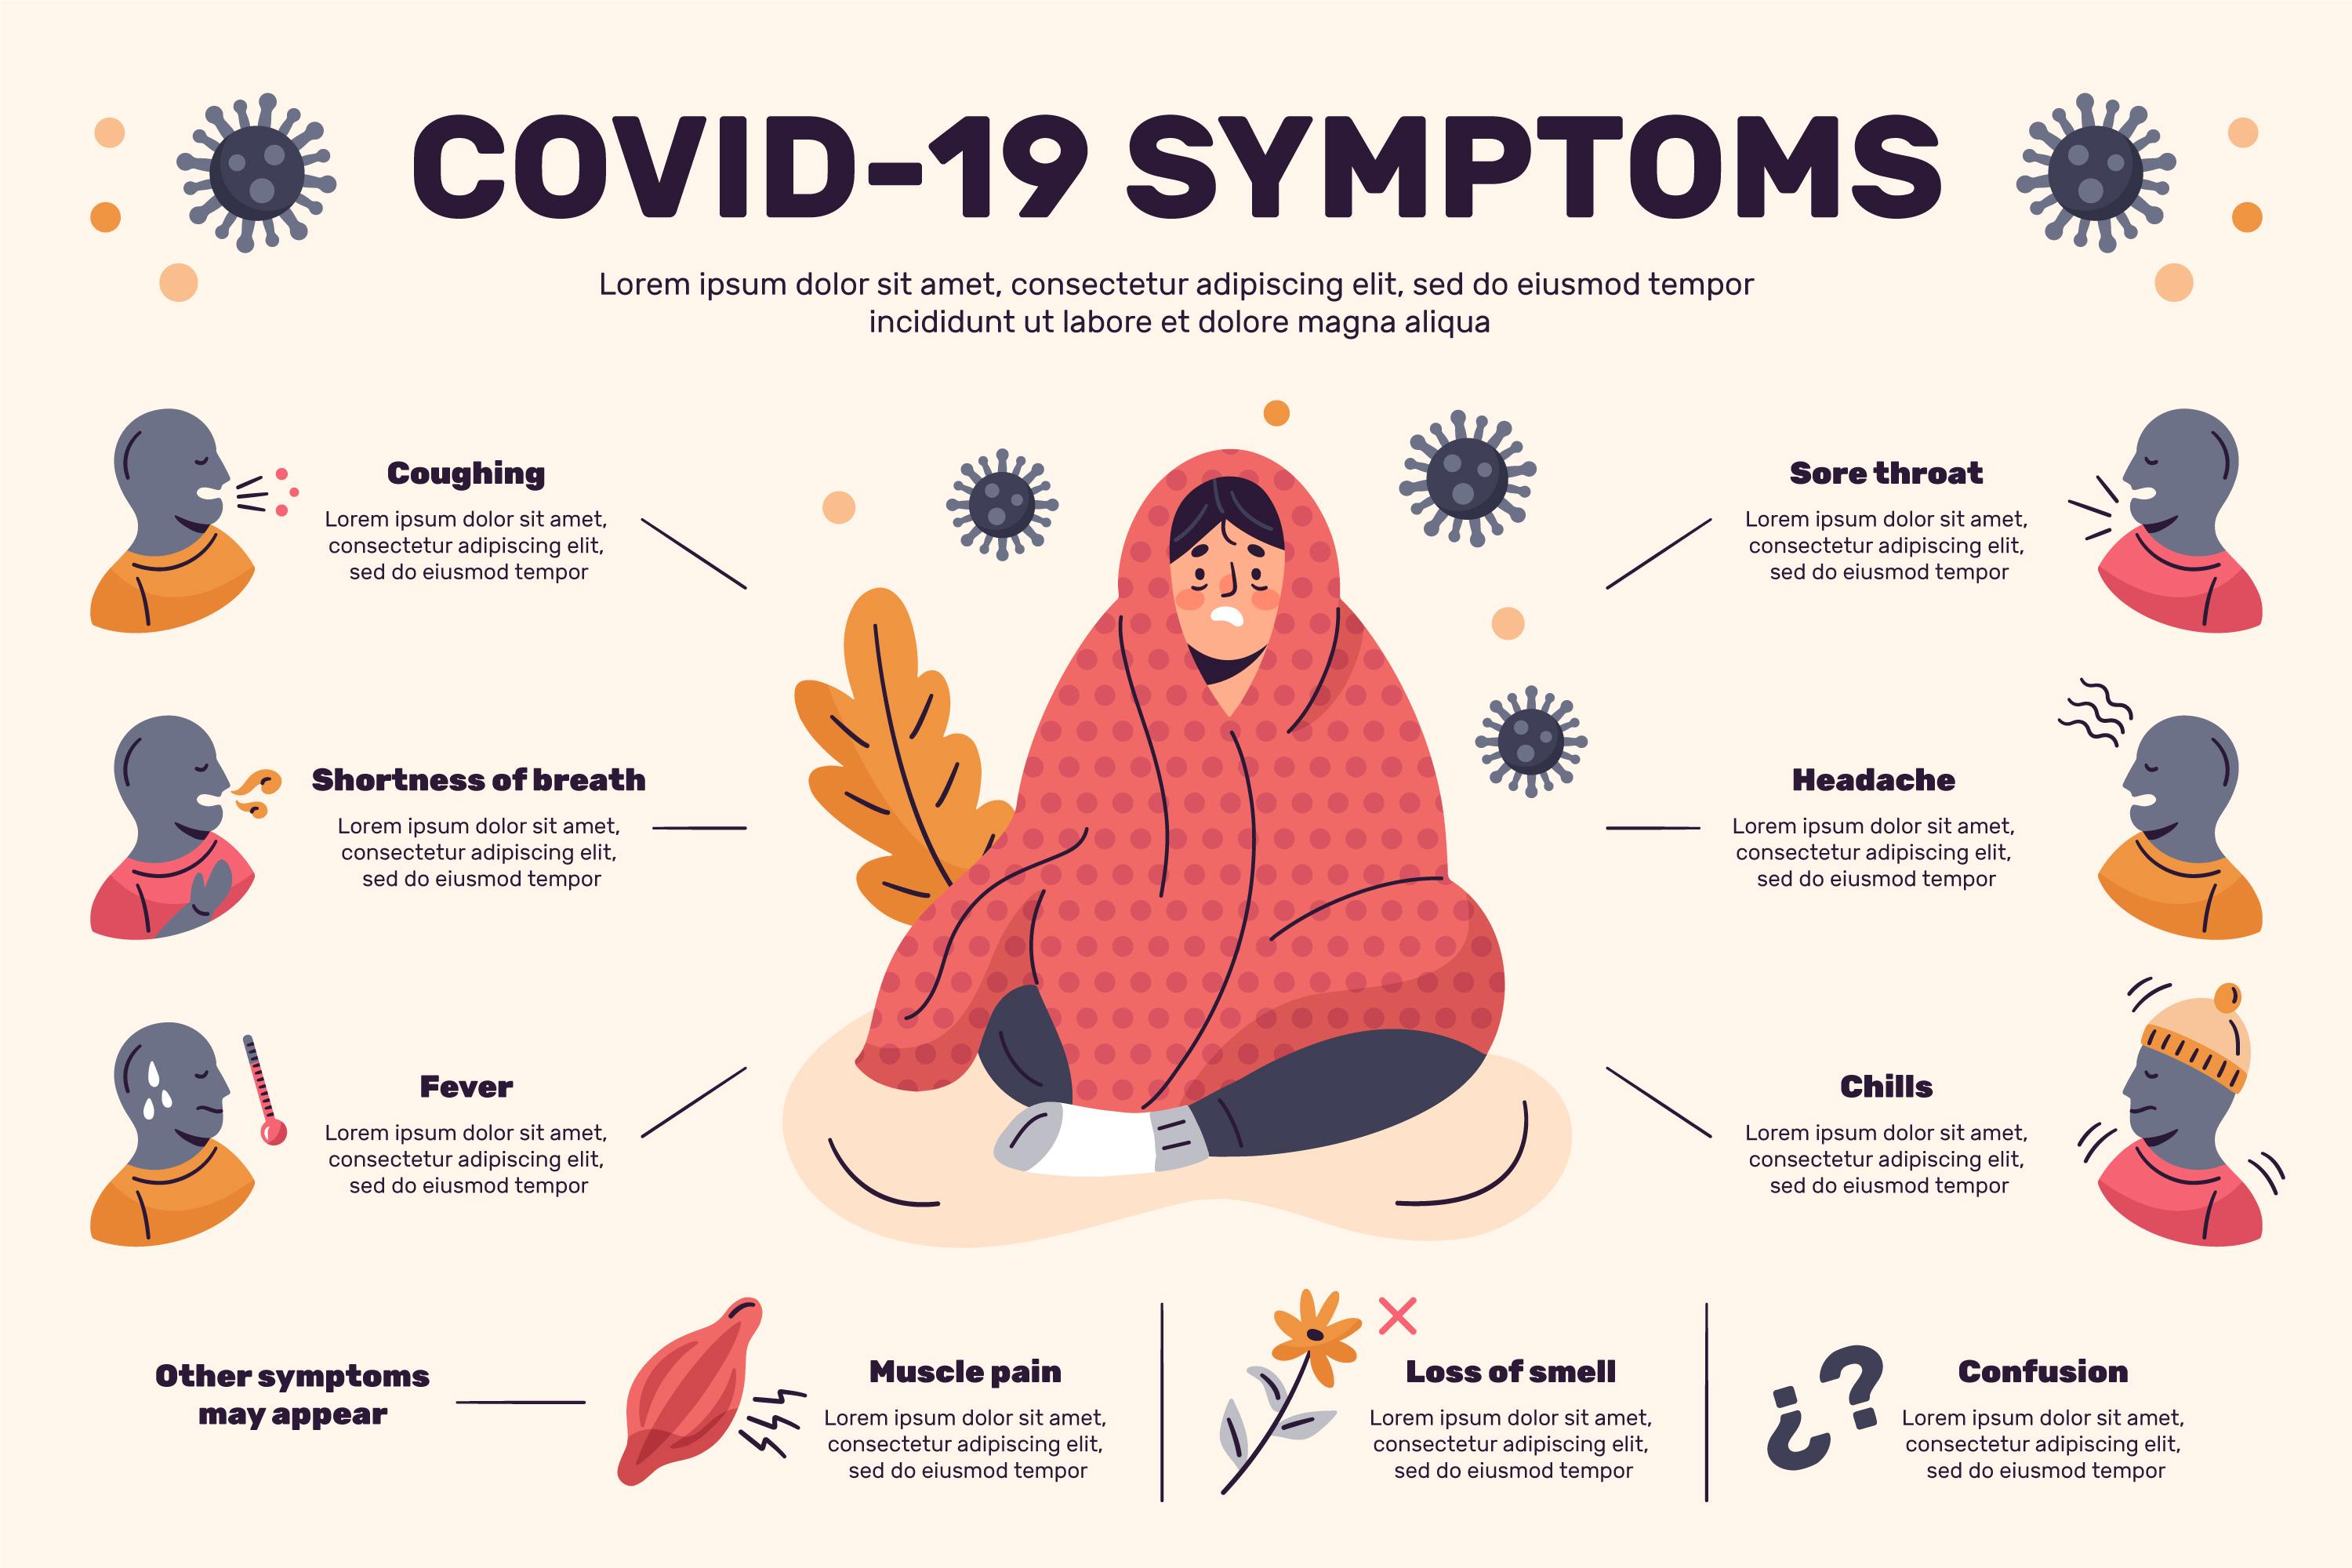 COVID-19 SYMPTOMS
Lorem ipsum dolor sit amet, consectetur adipiscing elit, sed do eiusmod tempor
incididunt ut labore et dolore magna aliqua
Coughing
Lorem ipsum dolor sit amet,
consectetur adipiscing elit,
sed do eiusmod tempor
Shortness of breath
Lorem ipsum dolor sit amet,
consectetur adipiscing elit,
sed do eiusmod tempor
Fever
Lorem ipsum dolor sit amet,
consectetur adipiscing elit,
sed do eiusmod tempor
Sore throat
Lorem ipsum dolor sit amet,
consectetur adipiscing elit,
sed do eiusmod tempor
Headache
Lorem ipsum dolor sit amet,
consectetur adipiscing elit,
sed do eiusmod tempor
Chills
Lorem ipsum dolor sit amet,
consectetur adipiscing elit,
sed do eiusmod tempor
Other symptoms
may appear
Muscle pain
Lorem ipsum dolor sit amet,
consectetur adipiscing elit,
sed do eiusmod tempor
Loss of smell
Lorem ipsum dolor sit amet,
consectetur adipiscing elit,
sed do eiusmod tempor
¿?
Confusion
Lorem ipsum dolor sit amet,
consectetur adipiscing elit,
sed do eiusmod tempor